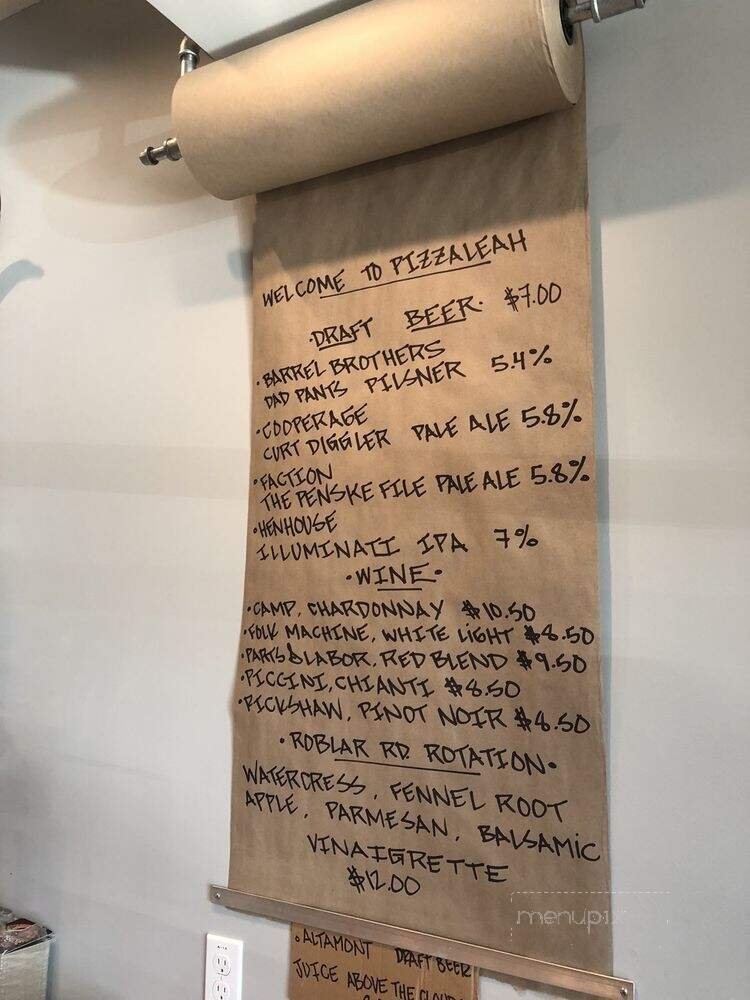 WELCOME TO PIZZALEAH
·DRAFT BEER· $7.00
·BARREL BROTHERS
DAD PANTS PILSNER 5.4%
·COOPERAGE
CURT DIGGLER PALE ALE 5.8%
·FACTION
THE PENSKE FILE PALE ALE 5.8%
·HENHOUSE
ILLUMINATI IPA 7%
·WINE·
·CAMP, CHARDONNAY $10.50
·FOLK MACHINE, WHITE LIGHT $8.50
·PARTS & LABOR, RED BLEND $9.50
·PICCINI, CHIANTI $8.50
·RICKSHAW, PINOT NOIR $8.50
·ROBLAR RD. ROTATION·
WATERCRESS, FENNEL ROOT
APPLE, PARMESAN, BALSAMIC
VINAIGRETTE
$12.00
menupix
·ALTAMONT DRAFT BEER
JUICE ABOVE THE CLOUDS